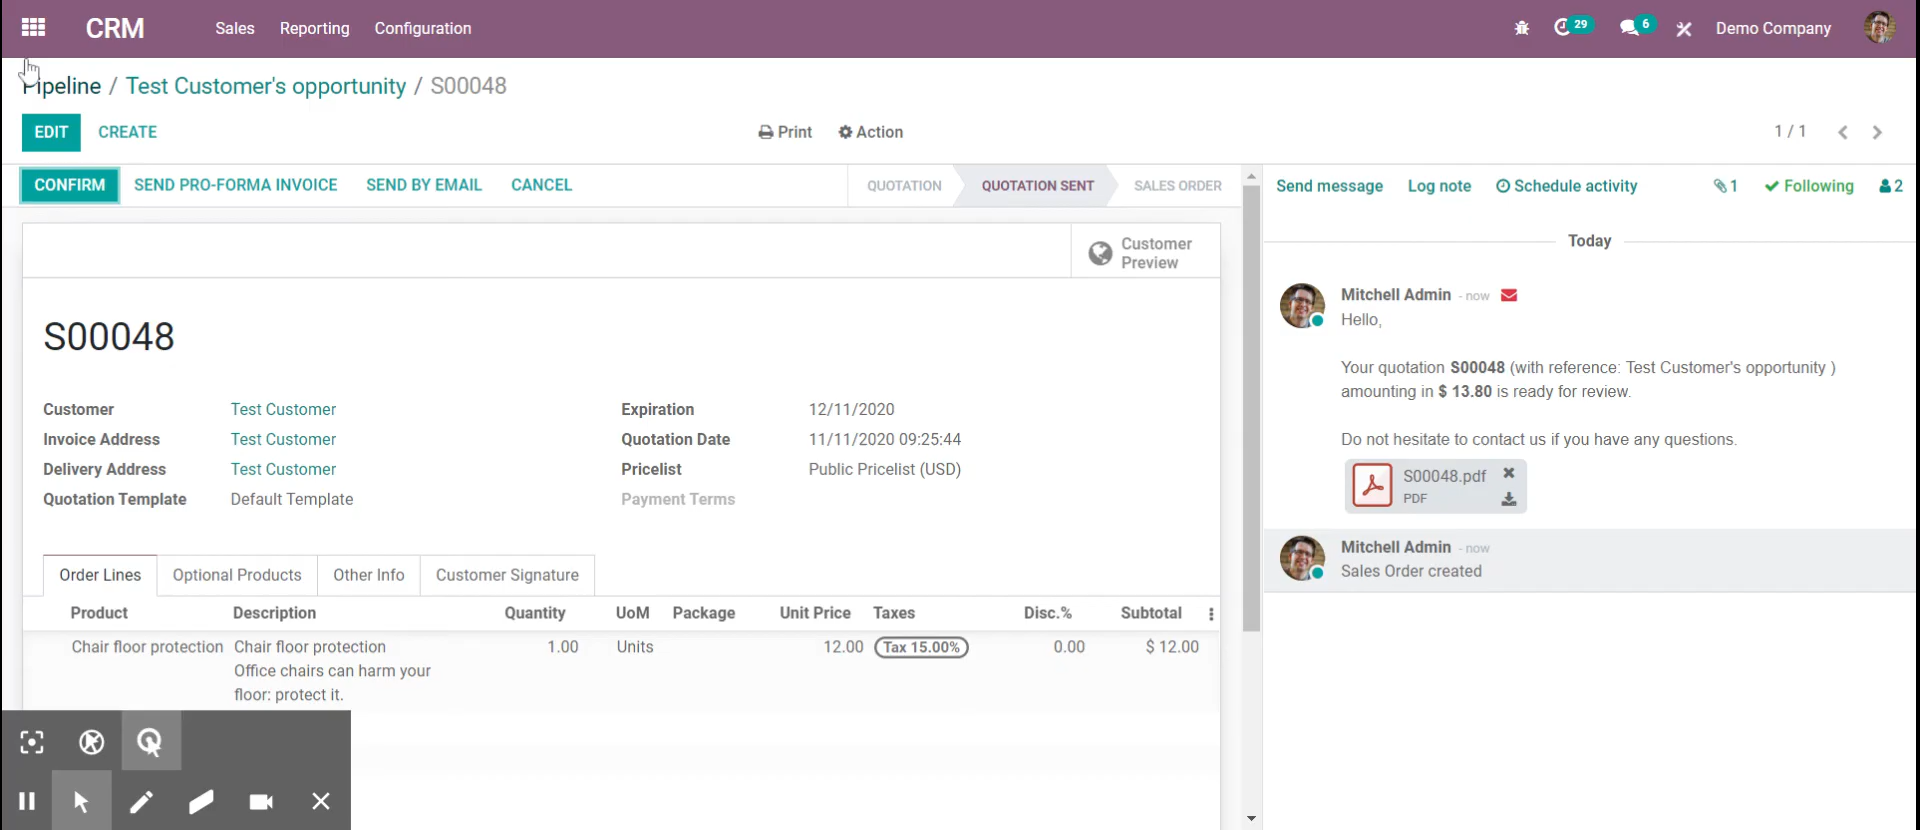 CRM Sales Reporting Configuration 29 6 Demo Company
Pipeline / Test Customer's opportunity / S00048
EDIT CREATE Print Action 1 / 1
CONFIRM SEND PRO-FORMA INVOICE SEND BY EMAIL CANCEL QUOTATION QUOTATION SENT SALES ORDER
Customer
Preview
S00048
Customer Test Customer Expiration 12/11/2020
Invoice Address Test Customer Quotation Date 11/11/2020 09:25:44
Delivery Address Test Customer Pricelist Public Pricelist (USD)
Quotation Template Default Template Payment Terms
Order Lines Optional Products Other Info Customer Signature
Product Description Quantity UoM Package Unit Price Taxes Disc.% Subtotal
Chair floor protection Chair floor protection 1.00 Units 12.00 Tax 15.00% 0.00 $ 12.00
Office chairs can harm your
floor: protect it.
Send message Log note Schedule activity 1 Following 2
Today
Mitchell Admin - now
Hello,
Your quotation S00048 (with reference: Test Customer's opportunity )
amounting in $ 13.80 is ready for review.
Do not hesitate to contact us if you have any questions.
S00048.pdf
PDF
Mitchell Admin - now
Sales Order created